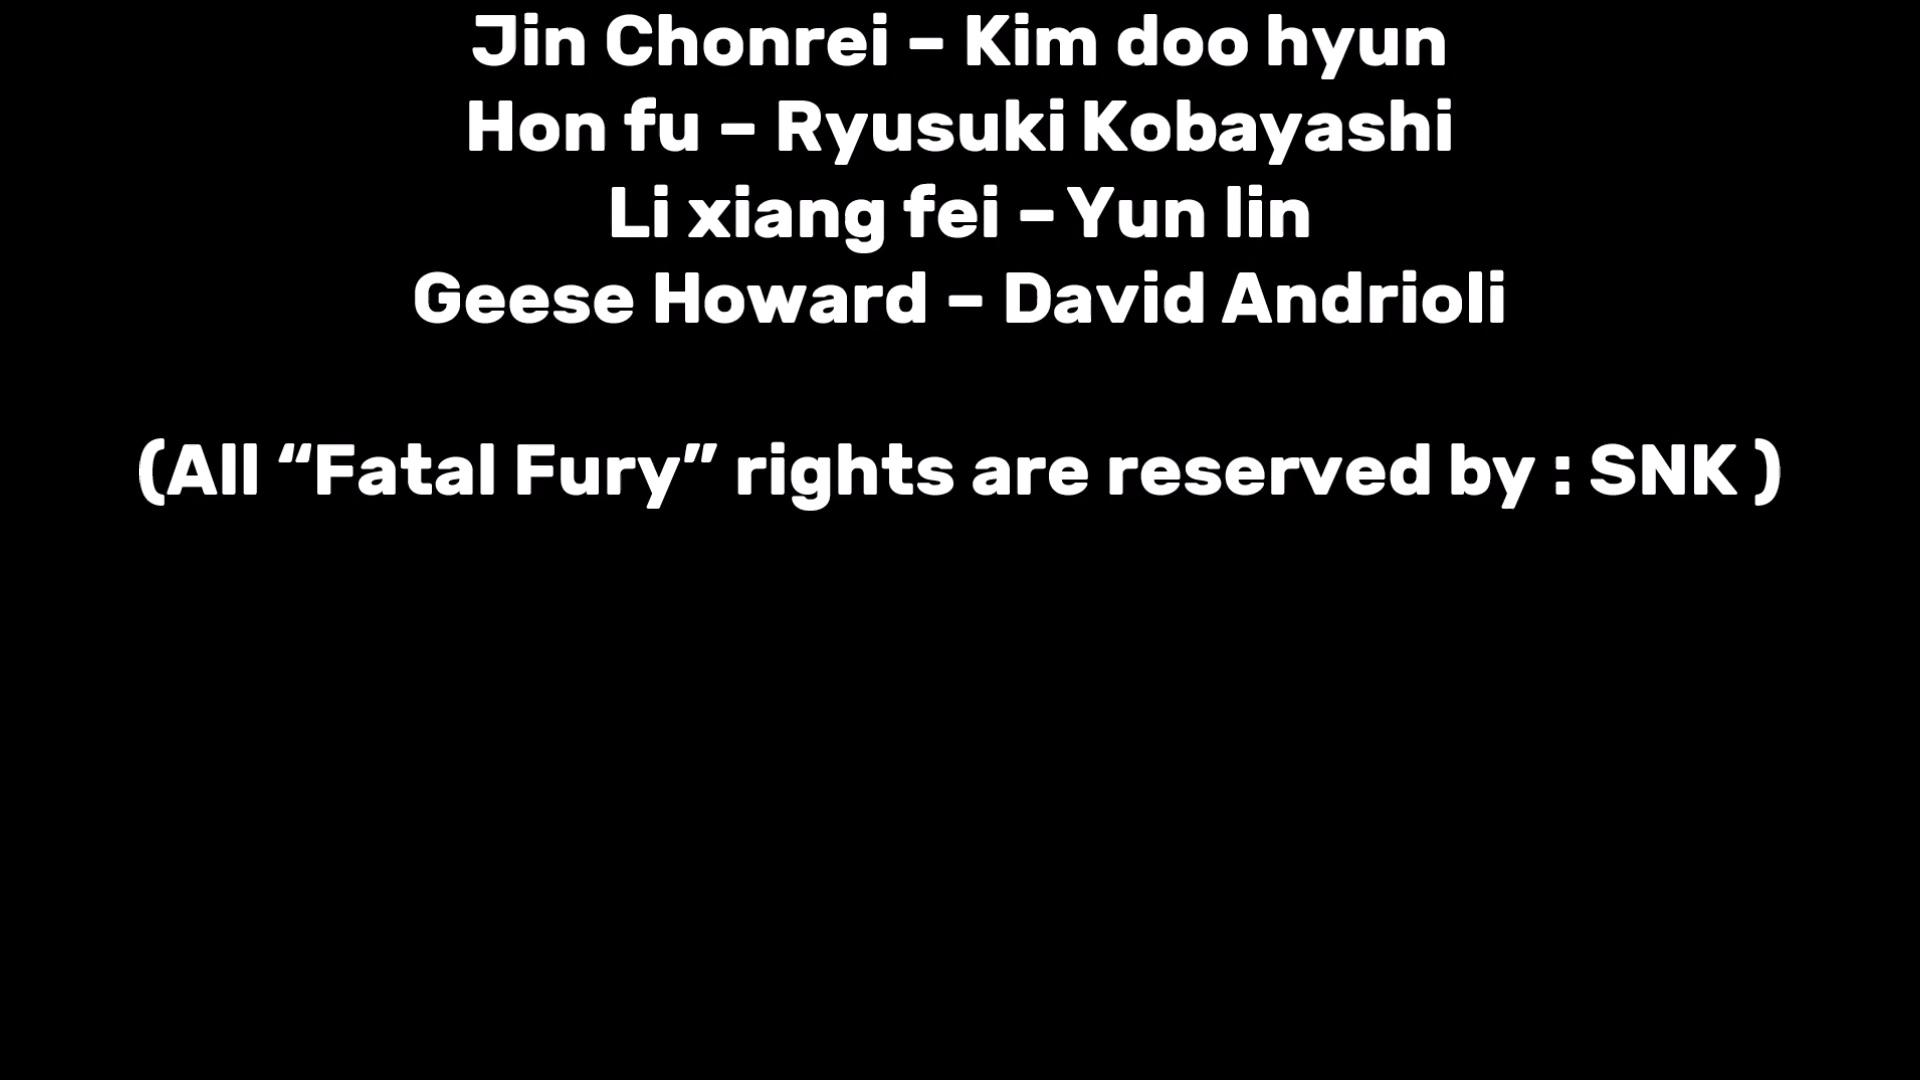 Jin Chonrei – Kim doo hyun
Hon fu – Ryusuki Kobayashi
Li xiang fei – Yun lin
Geese Howard – David Andrioli
(All “Fatal Fury” rights are reserved by : SNK )